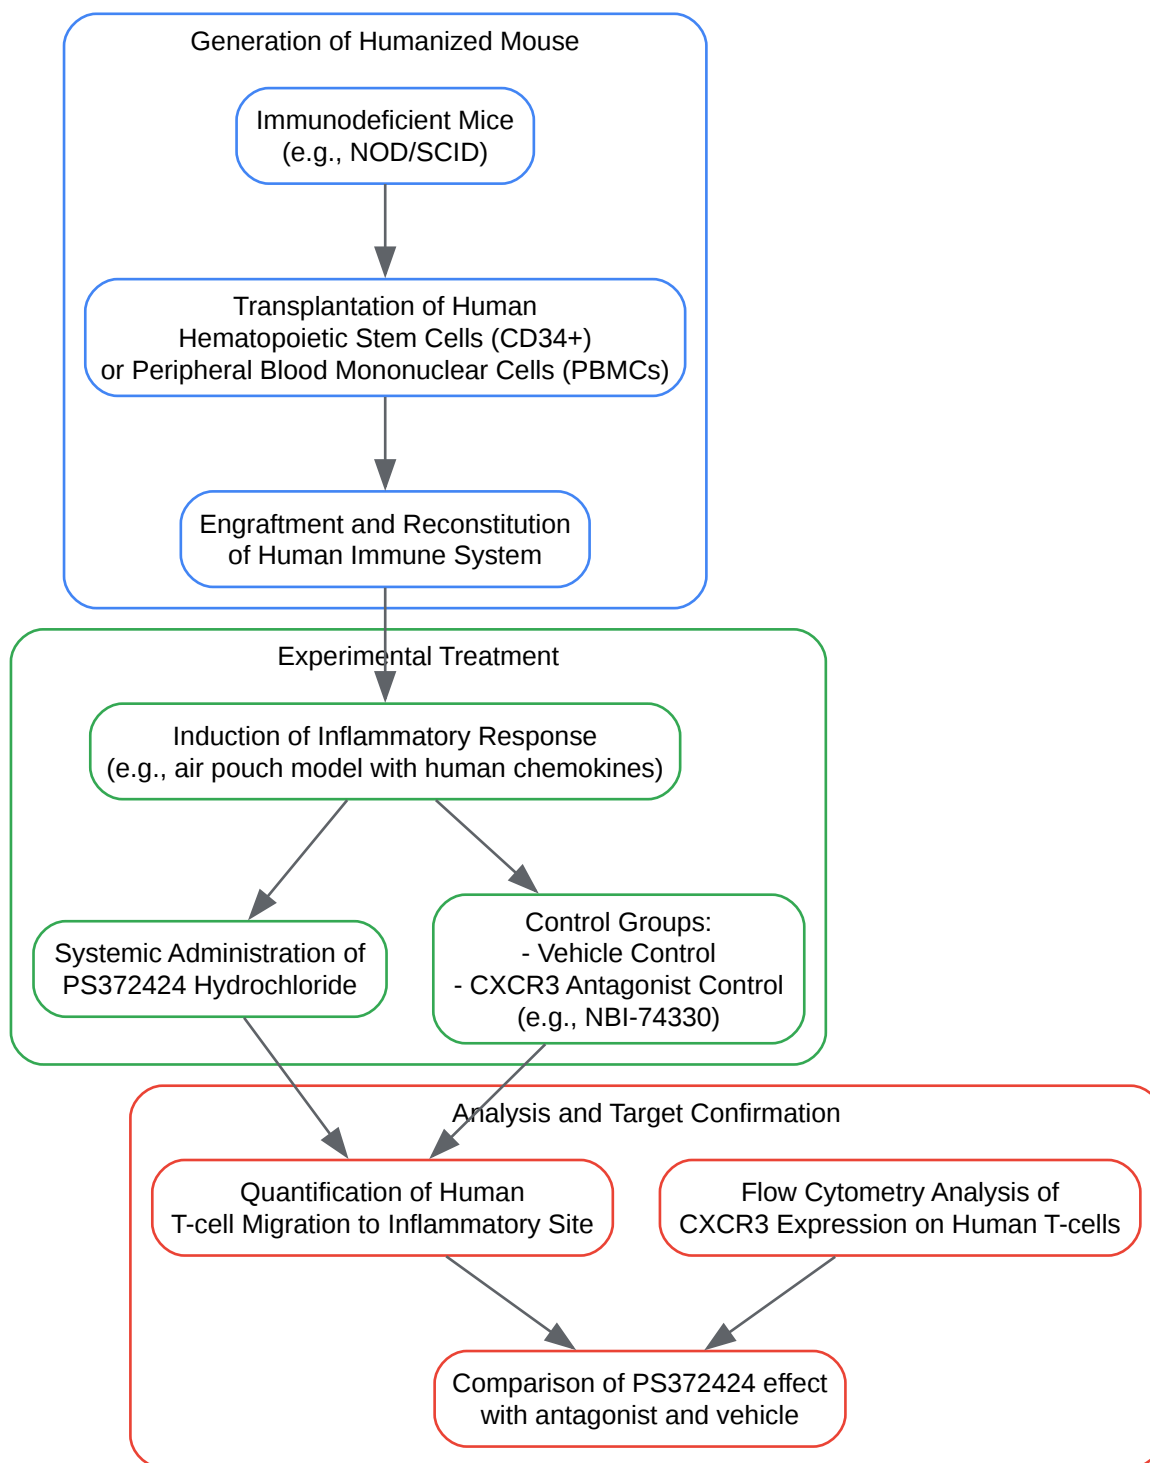 Generation of Humanized Mouse
Immunodeficient Mice
(e.g., NOD/SCID)
Transplantation of Human
Hematopoietic Stem Cells (CD34+)
or Peripheral Blood Mononuclear Cells (PBMCs)
Engraftment and Reconstitution
of Human Immune System
Experimental Treatment
Induction of Inflammatory Response
(e.g., air pouch model with human chemokines)
Systemic Administration of
PS372424 Hydrochloride
Control Groups:
- Vehicle Control
- CXCR3 Antagonist Control
(e.g., NBI-74330)
Analysis and Target Confirmation
Quantification of Human
T-cell Migration to Inflammatory Site
Flow Cytometry Analysis of
CXCR3 Expression on Human T-cells
Comparison of PS372424 effect
with antagonist and vehicle